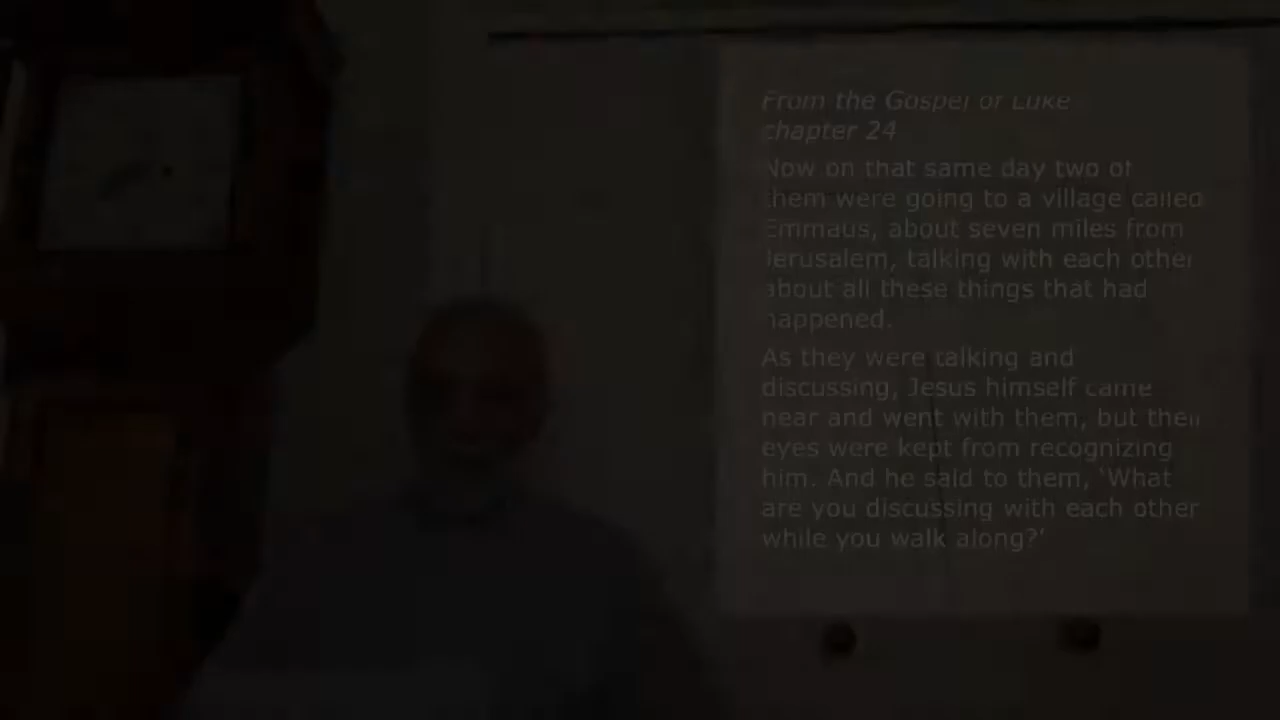 From the Gospel of Luke
chapter 24
Now on that same day two of
them were going to a village called
Emmaus, about seven miles from
Jerusalem, talking with each other
about all these things that had
happened.
As they were talking and
discussing, Jesus himself came
near and went with them, but their
eyes were kept from recognizing
him. And he said to them, ‘What
are you discussing with each other
while you walk along?’